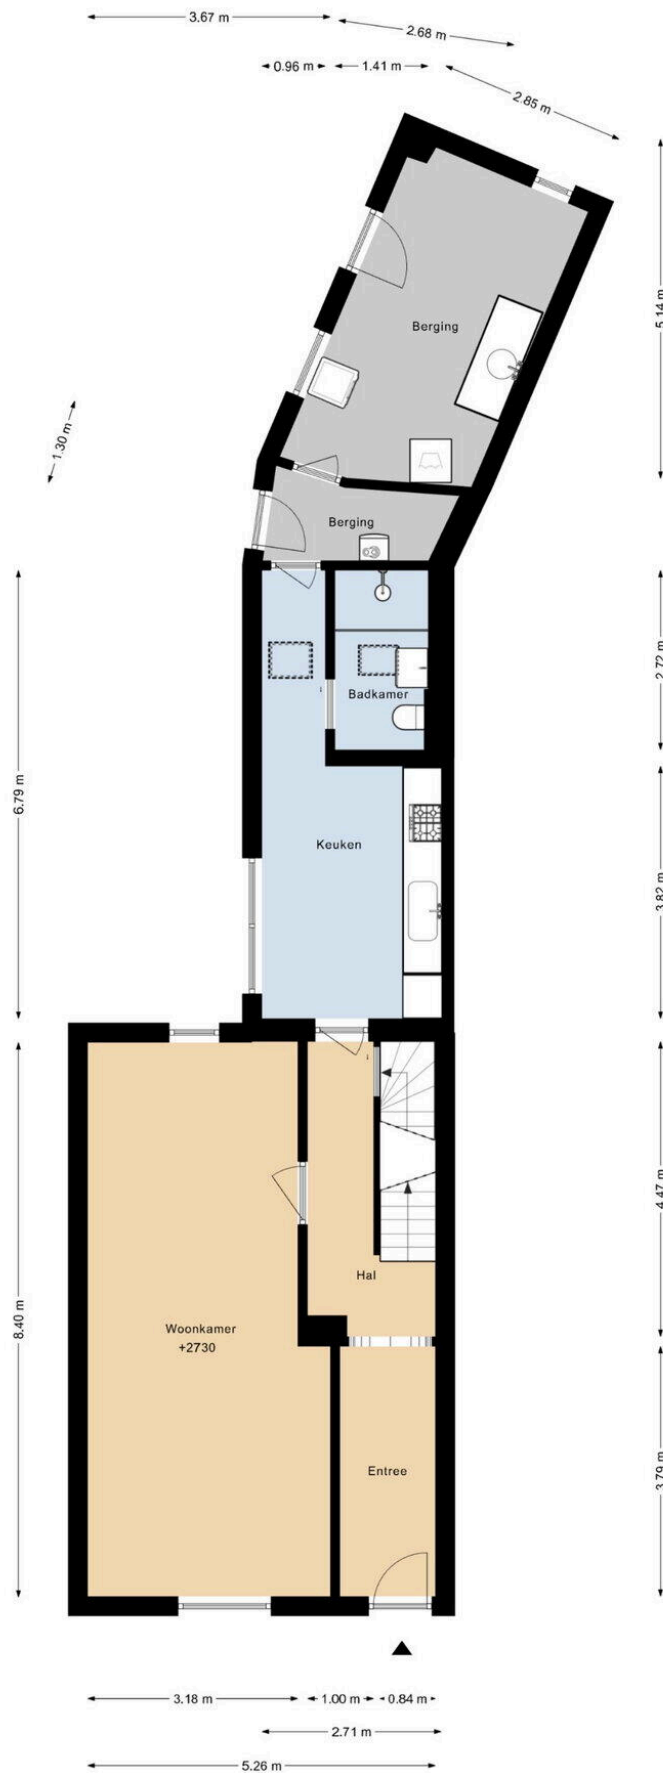 3.67 m
2.68 m
0.96 m
1.41 m
2.85 m
5.14 m
Berging
1.30 m
Berging
2.72 m
Badkamer
6.79 m
Keuken
3.82 m
4.47 m
Hal
8.40 m
Woonkamer
+2730
Entree
3.79 m
3.18 m
1.00 m
0.84 m
2.71 m
5.26 m